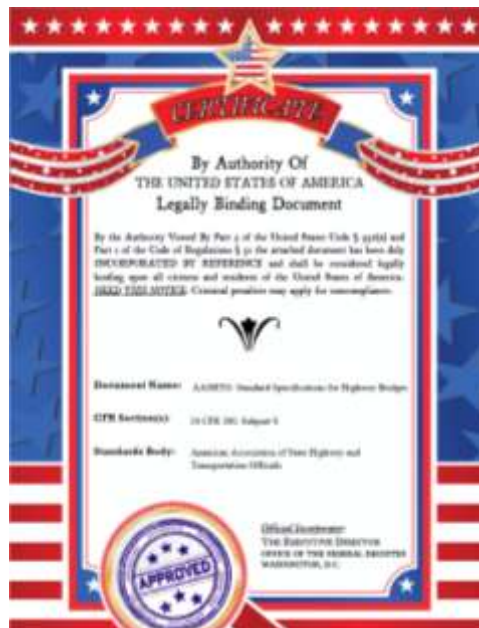 CERTIFICATE
By Authority Of
THE UNITED STATES OF AMERICA
Legally Binding Document
By the Authority Vested By Part 5 of the United States Code § 552(a) and
Part 1 of the Code of Regulations § 51 the attached document has been duly
INCORPORATED BY REFERENCE and shall be considered legally
binding upon all citizens and residents of the United States of America.
HEED THIS NOTICE: Criminal penalties may apply for noncompliance.
Document Name: AASHTO: Standard Specifications for Highway Bridges
CFR Section(s):
Standards Body: American Association of State Highway and
Transportation Officials
Official Incorporator:
THE EXECUTIVE DIRECTOR
OFFICE OF THE FEDERAL REGISTER
WASHINGTON, D.C.
APPROVED